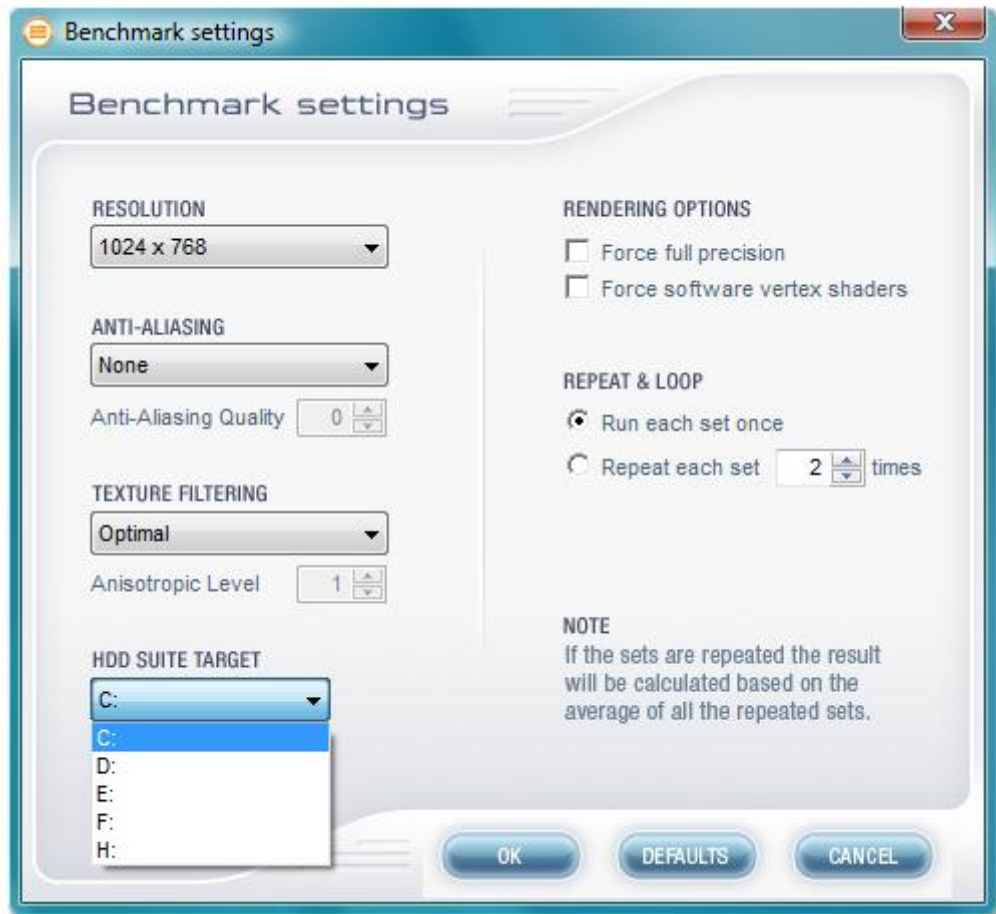 Benchmark settings
Benchmark settings
RESOLUTION
1024 x 768
ANTI-ALIASING
None
Anti-Aliasing Quality 0
TEXTURE FILTERING
Optimal
Anisotropic Level 1
HDD SUITE TARGET
C:
C:
D:
E:
F:
H:
RENDERING OPTIONS
Force full precision
Force software vertex shaders
REPEAT & LOOP
Run each set once
Repeat each set 2 times
NOTE
If the sets are repeated the result
will be calculated based on the
average of all the repeated sets.
OK DEFAULTS CANCEL